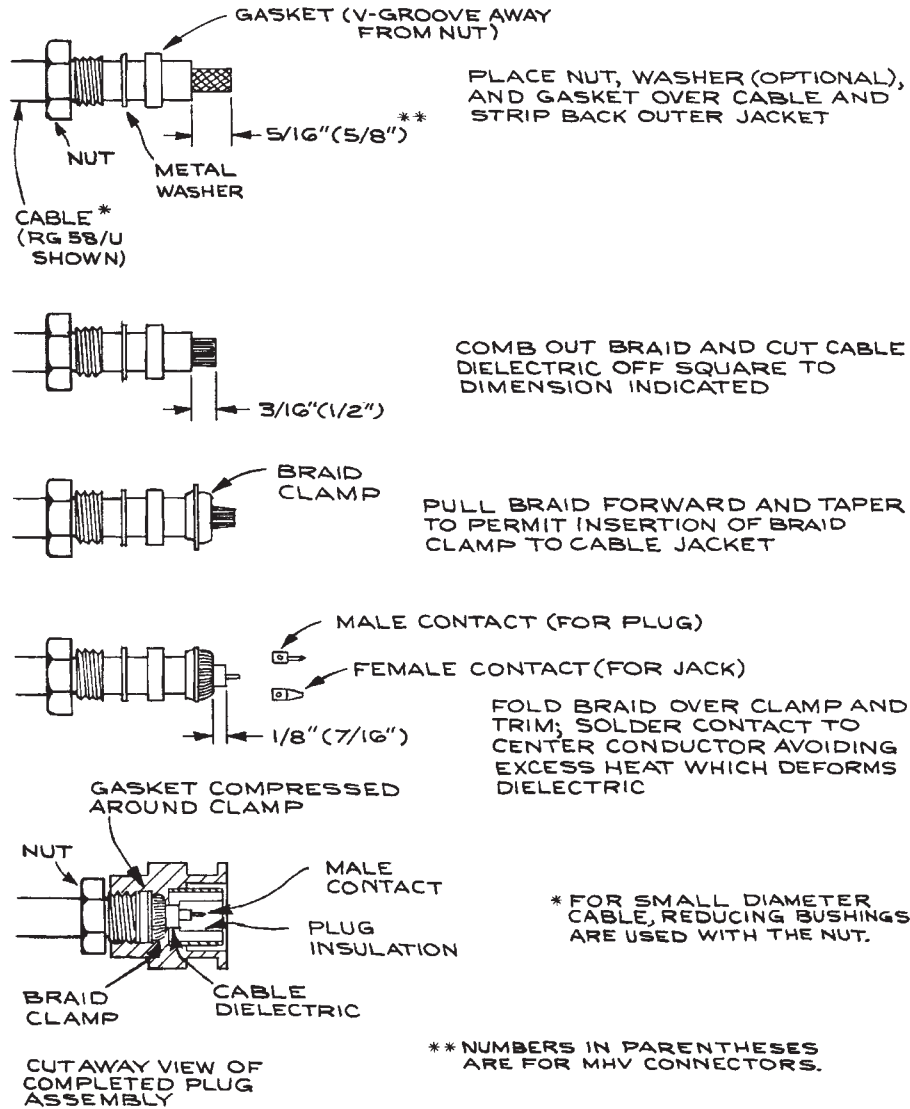 GASKET (V-GROOVE AWAY
FROM NUT)
PLACE NUT, WASHER (OPTIONAL),
AND GASKET OVER CABLE AND
STRIP BACK OUTER JACKET
5/16" (5/8")**
NUT
METAL
WASHER
CABLE*
(RG 58/U
SHOWN)
COMB OUT BRAID AND CUT CABLE
DIELECTRIC OFF SQUARE TO
DIMENSION INDICATED
3/16" (1/2")
BRAID
CLAMP
PULL BRAID FORWARD AND TAPER
TO PERMIT INSERTION OF BRAID
CLAMP TO CABLE JACKET
MALE CONTACT (FOR PLUG)
FEMALE CONTACT (FOR JACK)
1/8" (7/16")
FOLD BRAID OVER CLAMP AND
TRIM; SOLDER CONTACT TO
CENTER CONDUCTOR AVOIDING
EXCESS HEAT WHICH DEFORMS
DIELECTRIC
GASKET COMPRESSED
AROUND CLAMP
NUT
MALE
CONTACT
PLUG
INSULATION
BRAID
CLAMP
CABLE
DIELECTRIC
* FOR SMALL DIAMETER
CABLE, REDUCING BUSHINGS
ARE USED WITH THE NUT.
CUTAWAY VIEW OF
COMPLETED PLUG
ASSEMBLY
** NUMBERS IN PARENTHESES
ARE FOR MHV CONNECTORS.